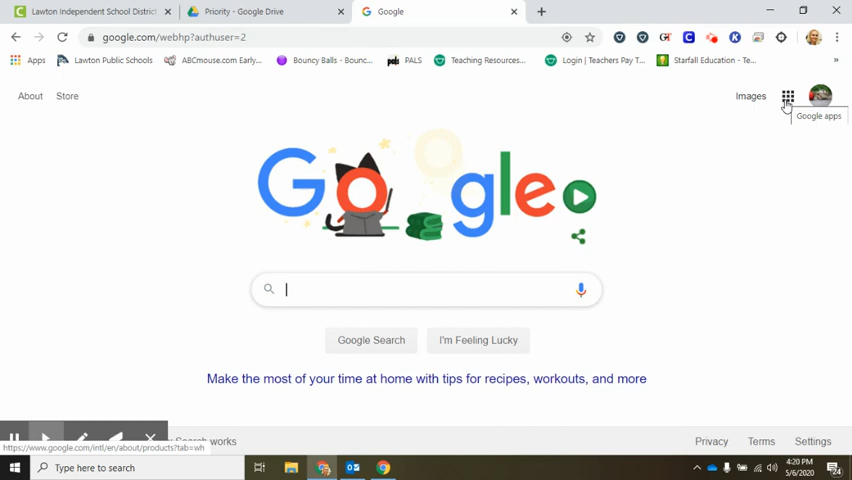 Lawton Independent School District
Priority - Google Drive
Google
google.com/webhp?authuser=2
Apps
Lawton Public Schools
ABCmouse.com Early...
Bouncy Balls - Bounc...
pals PALS
Teaching Resources...
Login | Teachers Pay T...
Starfall Education - Te...
About
Store
Images
Google apps
Google
Google Search
I'm Feeling Lucky
Make the most of your time at home with tips for recipes, workouts, and more
Search works
Privacy
Terms
Settings
https://www.google.com/intl/en/about/products?tab=wh
Type here to search
4:20 PM
5/6/2020
24